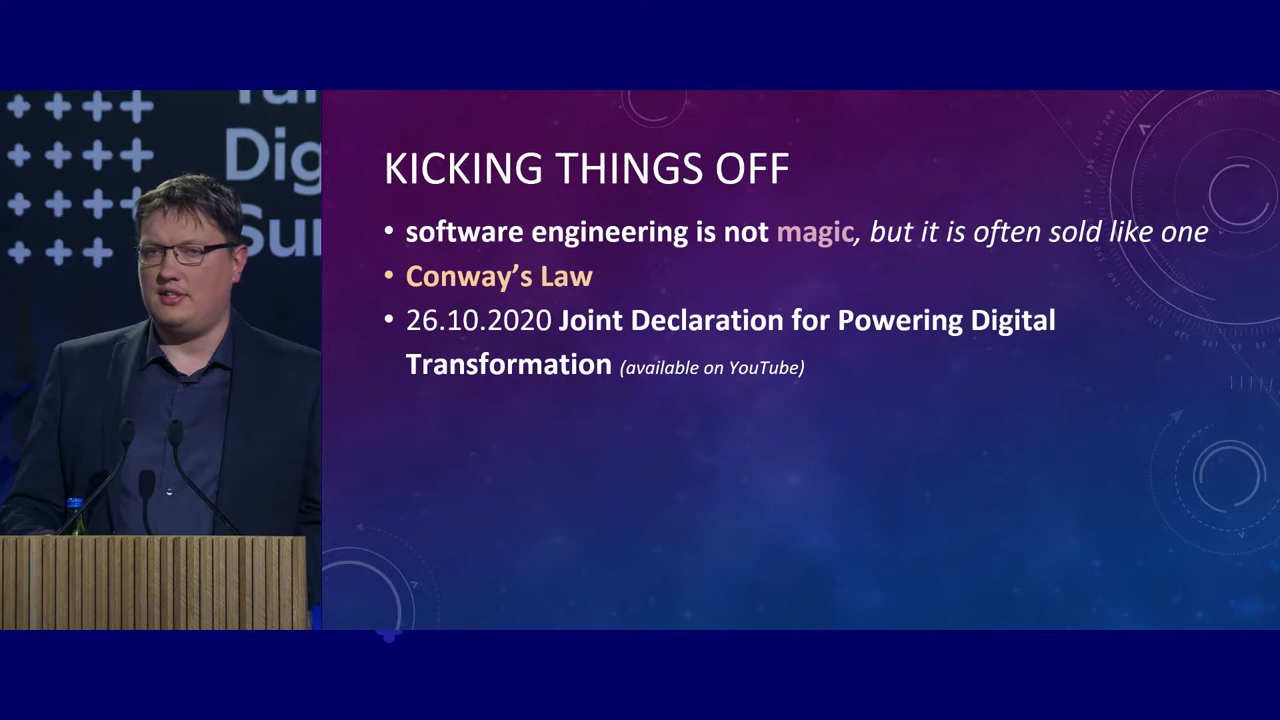 Dig
KICKING THINGS OFF
• software engineering is not magic, but it is often sold like one
• Conway's Law
• 26.10.2020 Joint Declaration for Powering Digital
Transformation (available on YouTube)